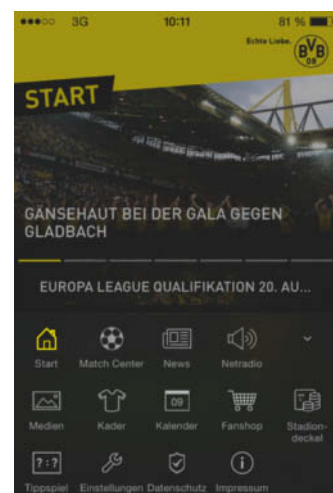 3G 10:11 81 %
Echte Liebe.
BVB
09
START
GÄNSEHAUT BEI DER GALA GEGEN
GLADBACH
EUROPA LEAGUE QUALIFIKATION 20. AU...
Start Match Center News Netradio
09
Medien Kader Kalender Fanshop Stadion-
deckel
?:?
Tippspiel Einstellungen Datenschutz Impressum